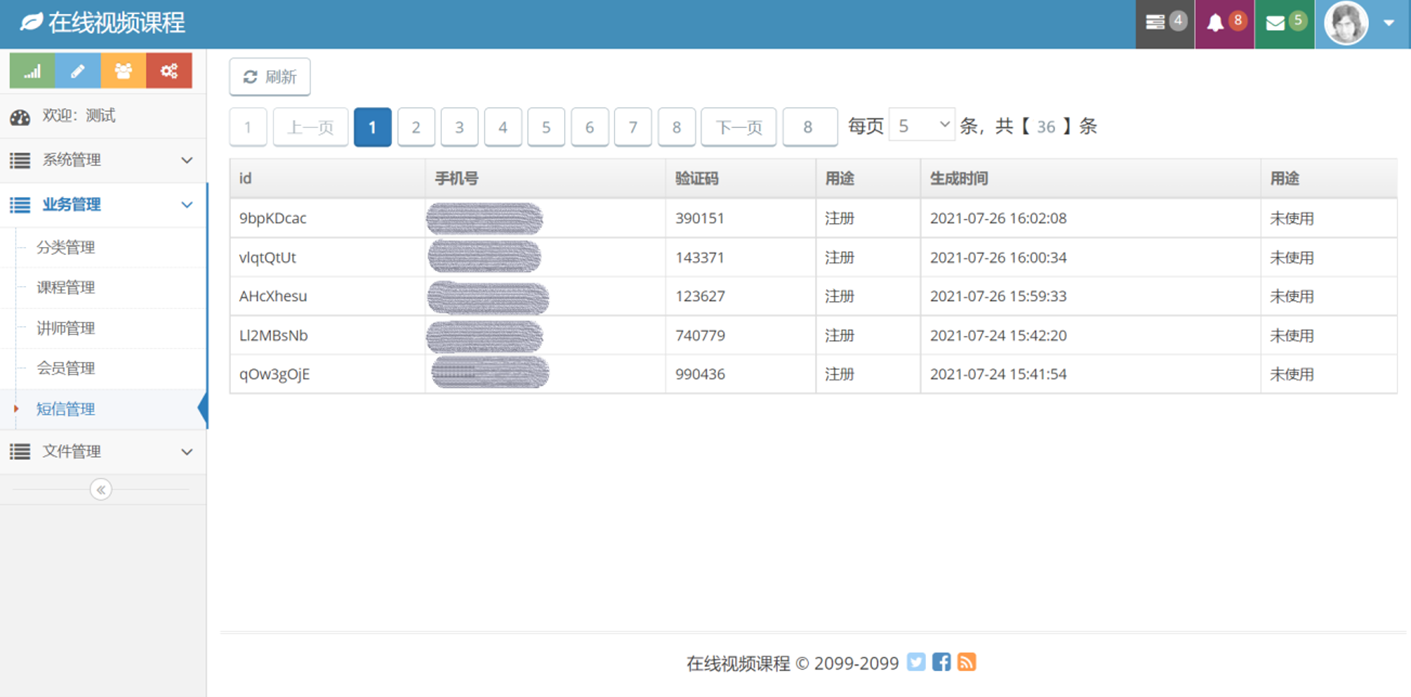 在线视频课程 4 8 5
欢迎：测试
系统管理
业务管理
分类管理
课程管理
讲师管理
会员管理
短信管理
文件管理
刷新
1 上一页 1 2 3 4 5 6 7 8 下一页 8 每页 5 条，共【 36 】条
id 手机号 验证码 用途 生成时间 用途
9bpKDcac 390151 注册 2021-07-26 16:02:08 未使用
vlqtQtUt 143371 注册 2021-07-26 16:00:34 未使用
AHcXhesu 123627 注册 2021-07-26 15:59:33 未使用
Ll2MBsNb 740779 注册 2021-07-24 15:42:20 未使用
qOw3gOjE 990436 注册 2021-07-24 15:41:54 未使用
在线视频课程 © 2099-2099